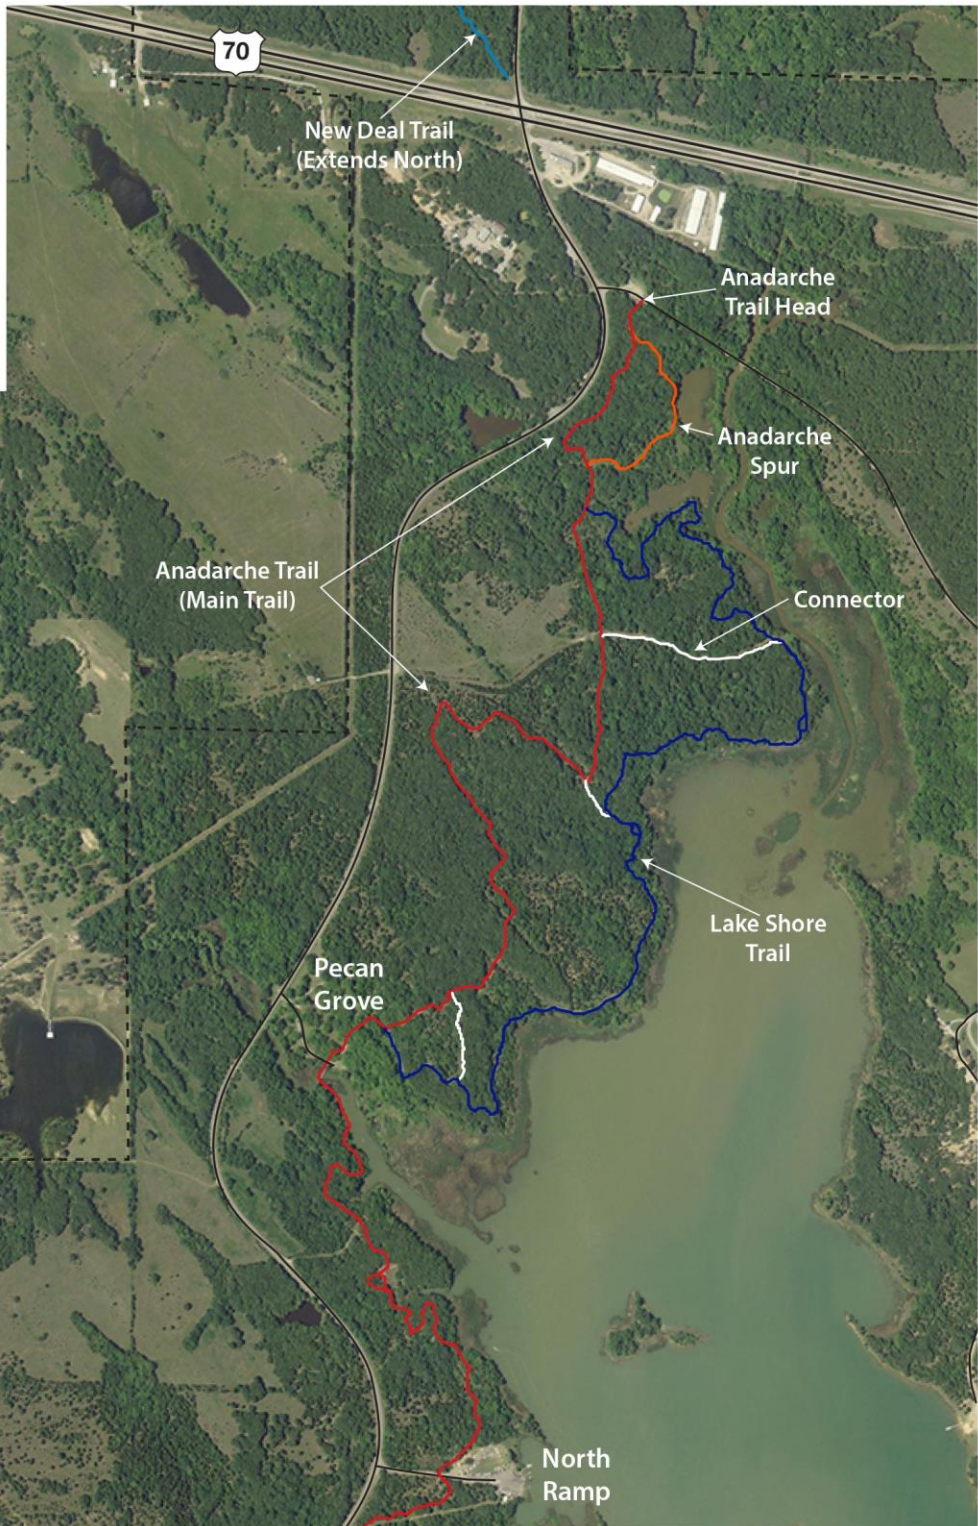 70
New Deal Trail
(Extends North)
Anadarche
Trail Head
Anadarche
Spur
Anadarche Trail
(Main Trail)
Connector
Lake Shore
Trail
Pecan
Grove
North
Ramp